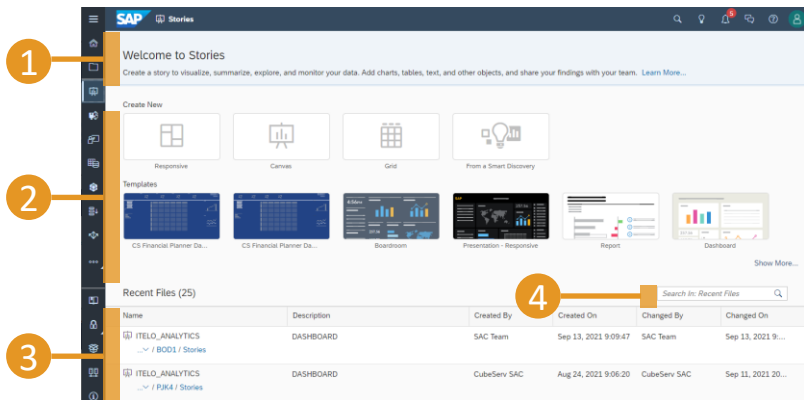 SAP Stories 5
1
Welcome to Stories
Create a story to visualize, summarize, explore, and monitor your data. Add charts, tables, text, and other objects, and share your findings with your team. Learn More...
Create New
Responsive Canvas Grid From a Smart Discovery
2
Templates
CS Financial Planner Da... CS Financial Planner Da... Boardroom Presentation - Responsive Report Dashboard
Show More...
4
Recent Files (25) Search In: Recent Files
Name Description Created By Created On Changed By Changed On
3
ITELO_ANALYTICS DASHBOARD SAC Team Sep 13, 2021 9:09:47 SAC Team Sep 13, 2021 9:...
... / BOD1 / Stories
ITELO_ANALYTICS DASHBOARD CubeServ SAC Aug 24, 2021 9:06:20 CubeServ SAC Sep 11, 2021 20...
... / PJK4 / Stories